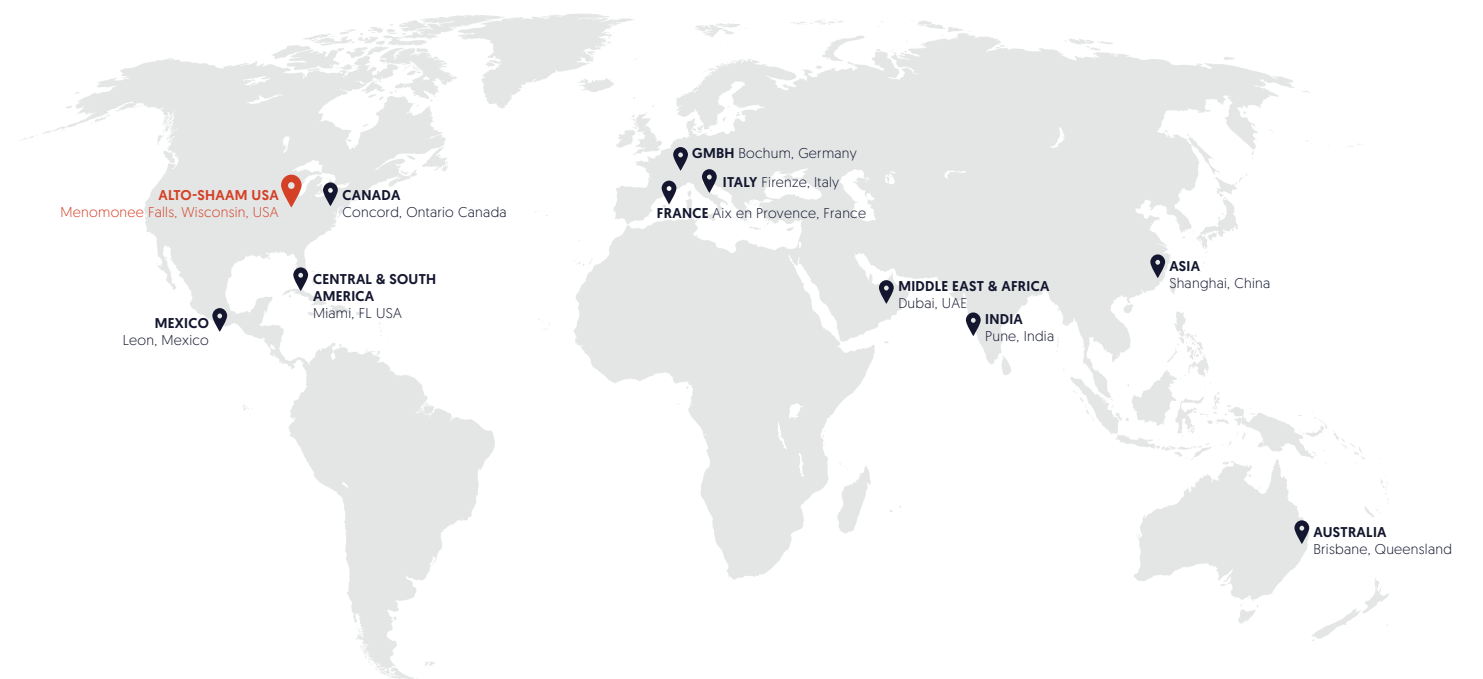 GMBH Bochum, Germany
ITALY Firenze, Italy
FRANCE Aix en Provence, France
ALTO-SHAAM USA
Menomonee Falls, Wisconsin, USA
CANADA
Concord, Ontario Canada
CENTRAL & SOUTH
AMERICA
Miami, FL USA
MEXICO
Leon, Mexico
MIDDLE EAST & AFRICA
Dubai, UAE
INDIA
Pune, India
ASIA
Shanghai, China
AUSTRALIA
Brisbane, Queensland